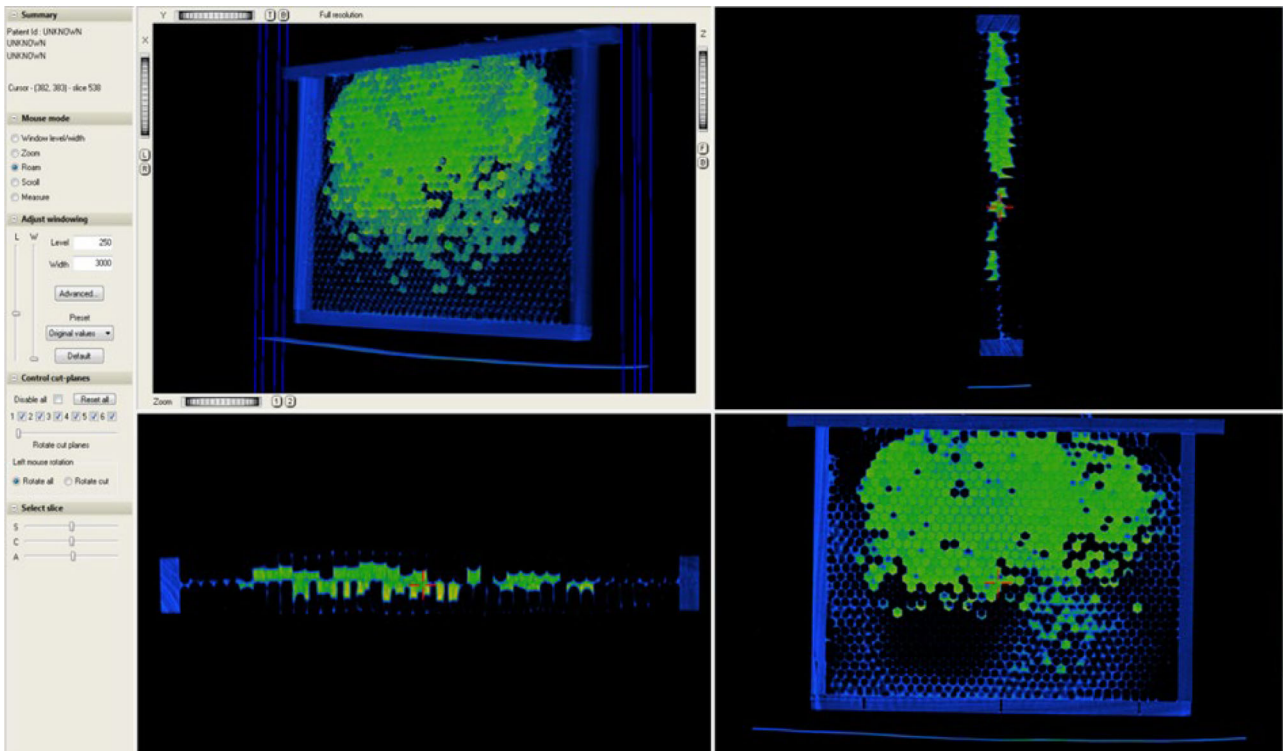 Summary
Patient Id : UNKNOWN
UNKNOWN
UNKNOWN
Cursor - (382, 383) - slice 538
Mouse mode
Window level/width
Zoom
Roam
Scroll
Measure
Adjust windowing
L W
Level 250
Width 3000
Advanced...
Preset
Original values
Default
Control cut-planes
Disable all Reset all
1 2 3 4 5 6
Rotate cut planes
Left mouse rotation
Rotate all Rotate cut
Select slice
S
C
A
Y T B Full resolution
X
L
R
Z
F
Zoom 1 2